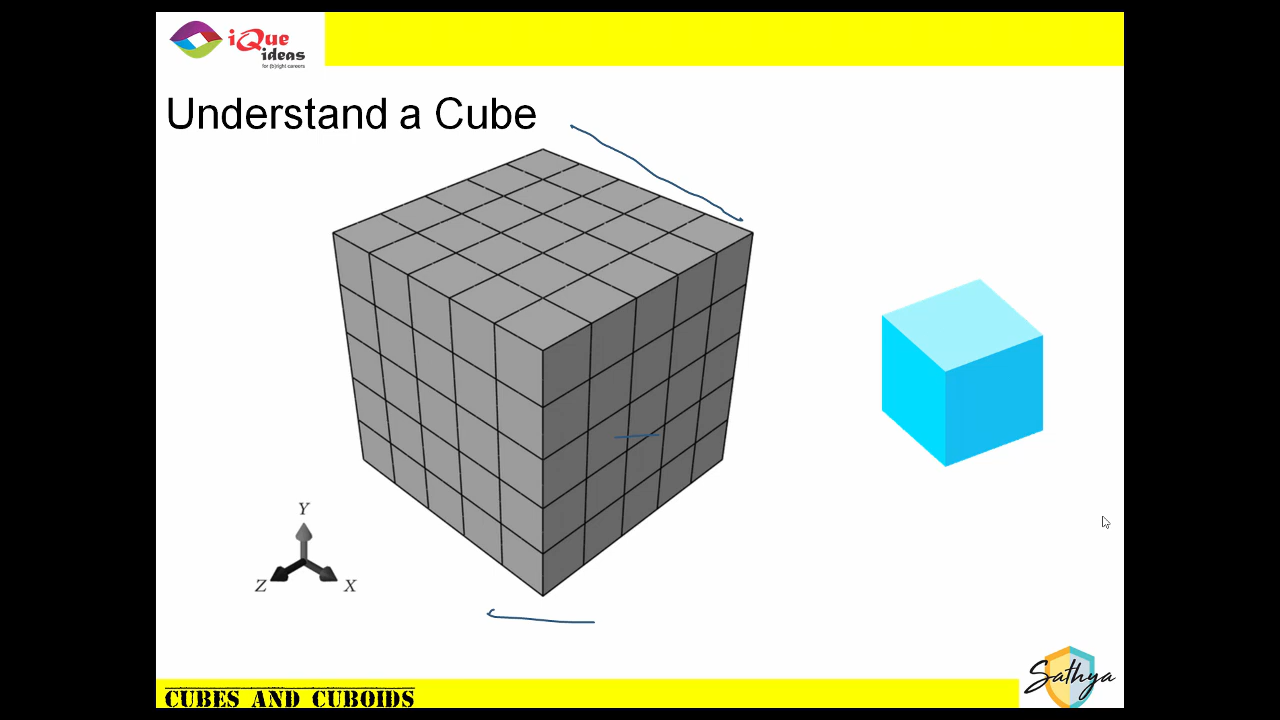 iQue
ideas
for (b)right careers
Understand a Cube
Y
Z
X
CUBES AND CUBOIDS
Sathya